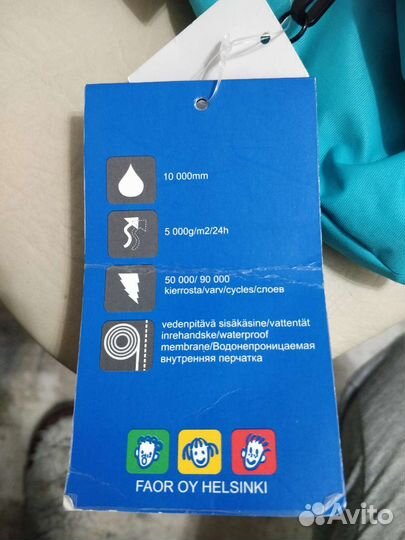 10 000mm
5 000g/m2/24h
50 000/ 90 000
kierrosta/varv/cycles/слоев
vedenpitävä sisäkäsine/vattentät
inrehandske/waterproof
membrane/Водонепроницаемая
внутренняя перчатка
FAOR OY HELSINKI
Avito